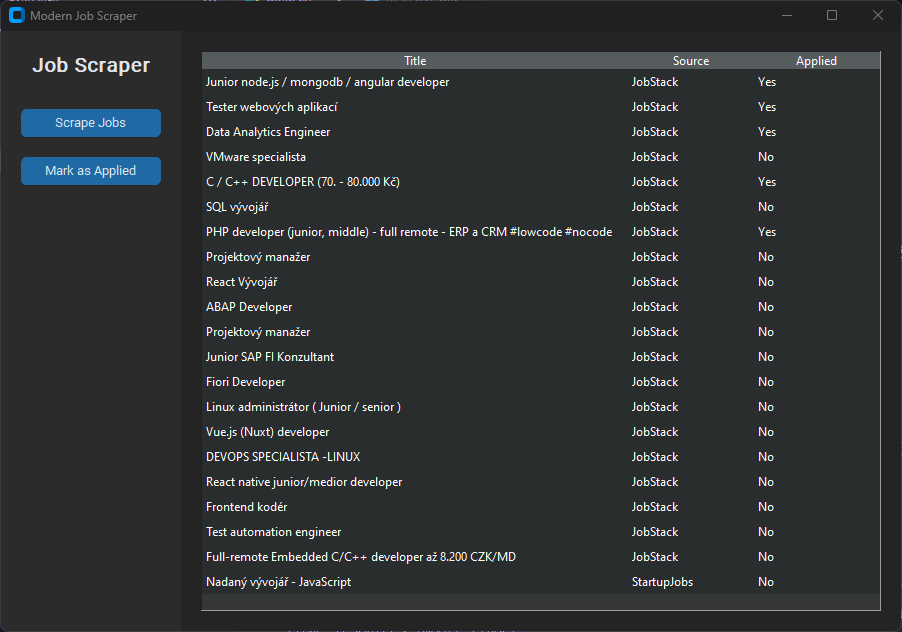 Modern Job Scraper
Job Scraper
Scrape Jobs
Mark as Applied
Title Source Applied
Junior node.js / mongodb / angular developer JobStack Yes
Tester webových aplikací JobStack Yes
Data Analytics Engineer JobStack Yes
VMware specialista JobStack No
C / C++ DEVELOPER (70. - 80.000 Kč) JobStack Yes
SQL vývojář JobStack No
PHP developer (junior, middle) - full remote - ERP a CRM #lowcode #nocode JobStack Yes
Projektový manažer JobStack No
React Vývojář JobStack No
ABAP Developer JobStack No
Projektový manažer JobStack No
Junior SAP FI Konzultant JobStack No
Fiori Developer JobStack No
Linux administrátor ( Junior / senior ) JobStack No
Vue.js (Nuxt) developer JobStack No
DEVOPS SPECIALISTA -LINUX JobStack No
React native junior/medior developer JobStack No
Frontend kodér JobStack No
Test automation engineer JobStack No
Full-remote Embedded C/C++ developer až 8.200 CZK/MD JobStack No
Nadaný vývojář - JavaScript StartupJobs No